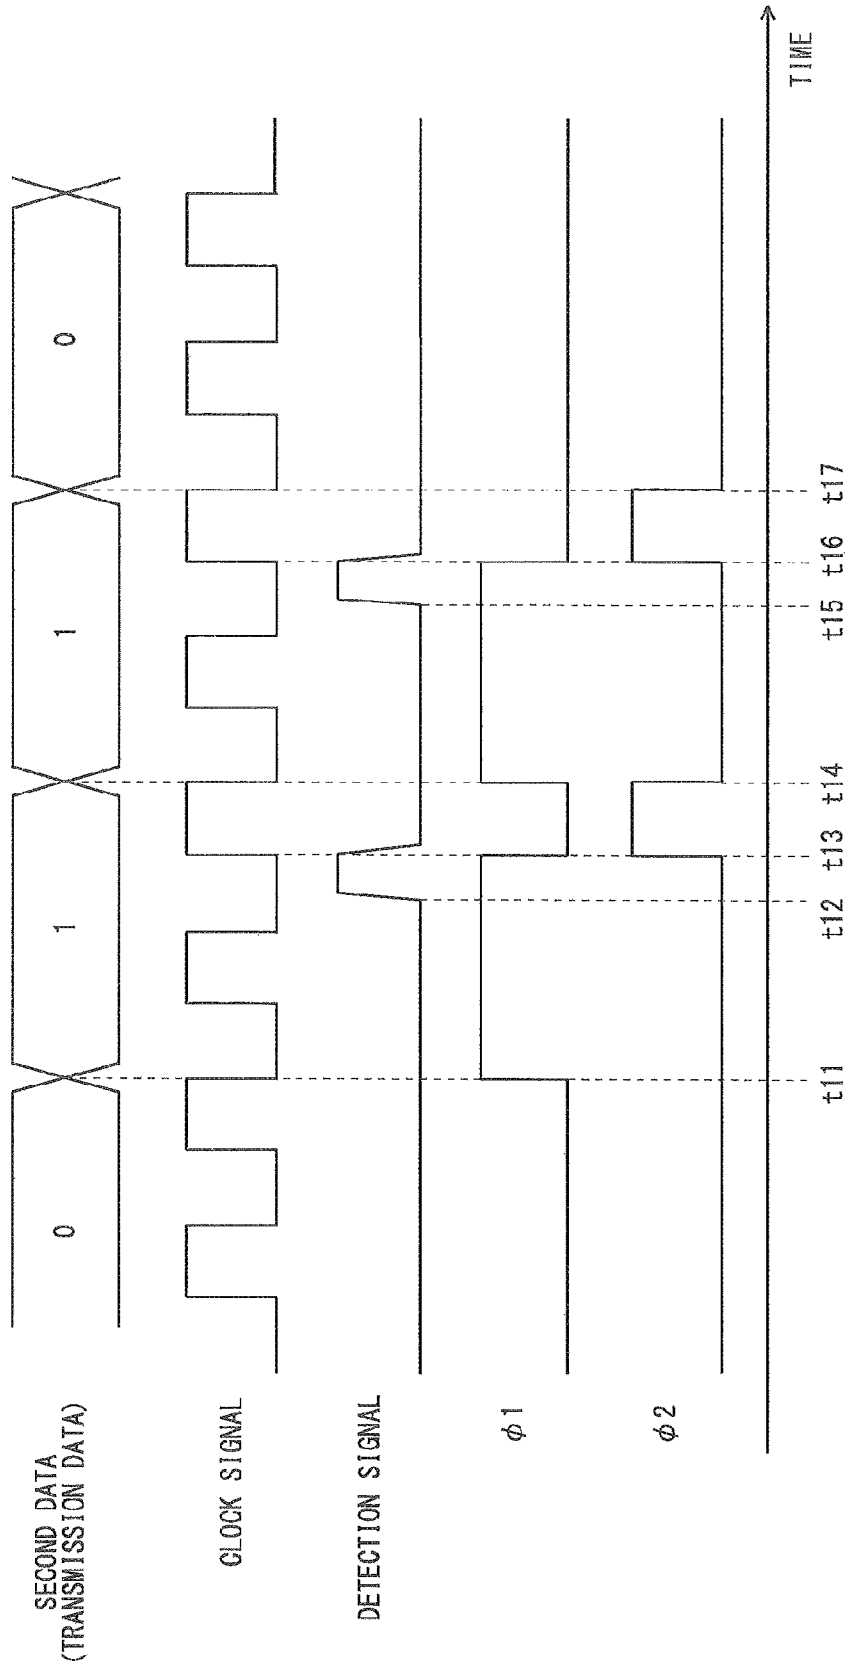 SECOND DATA
(TRANSMISSION DATA)
0
1
1
0
CLOCK SIGNAL
DETECTION SIGNAL
φ1
φ2
t11
t12
t13
t14
t15
t16
t17
TIME